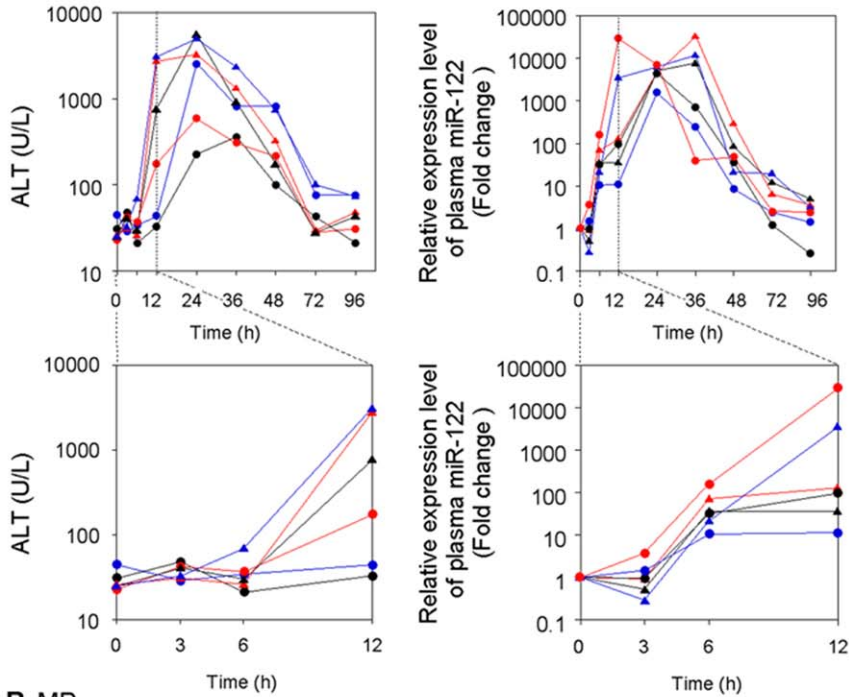 10000
1000
100
10
ALT (U/L)
0 12 24 36 48 72 96
Time (h)
100000
10000
1000
100
10
1
0.1
Relative expression level
of plasma miR-122
(Fold change )
0 12 24 36 48 72 96
Time (h)
10000
1000
100
10
ALT (U/L)
0 3 6 12
Time (h)
100000
10000
1000
100
10
1
0.1
Relative expression level
of plasma miR-122
(Fold change )
0 3 6 12
Time (h)